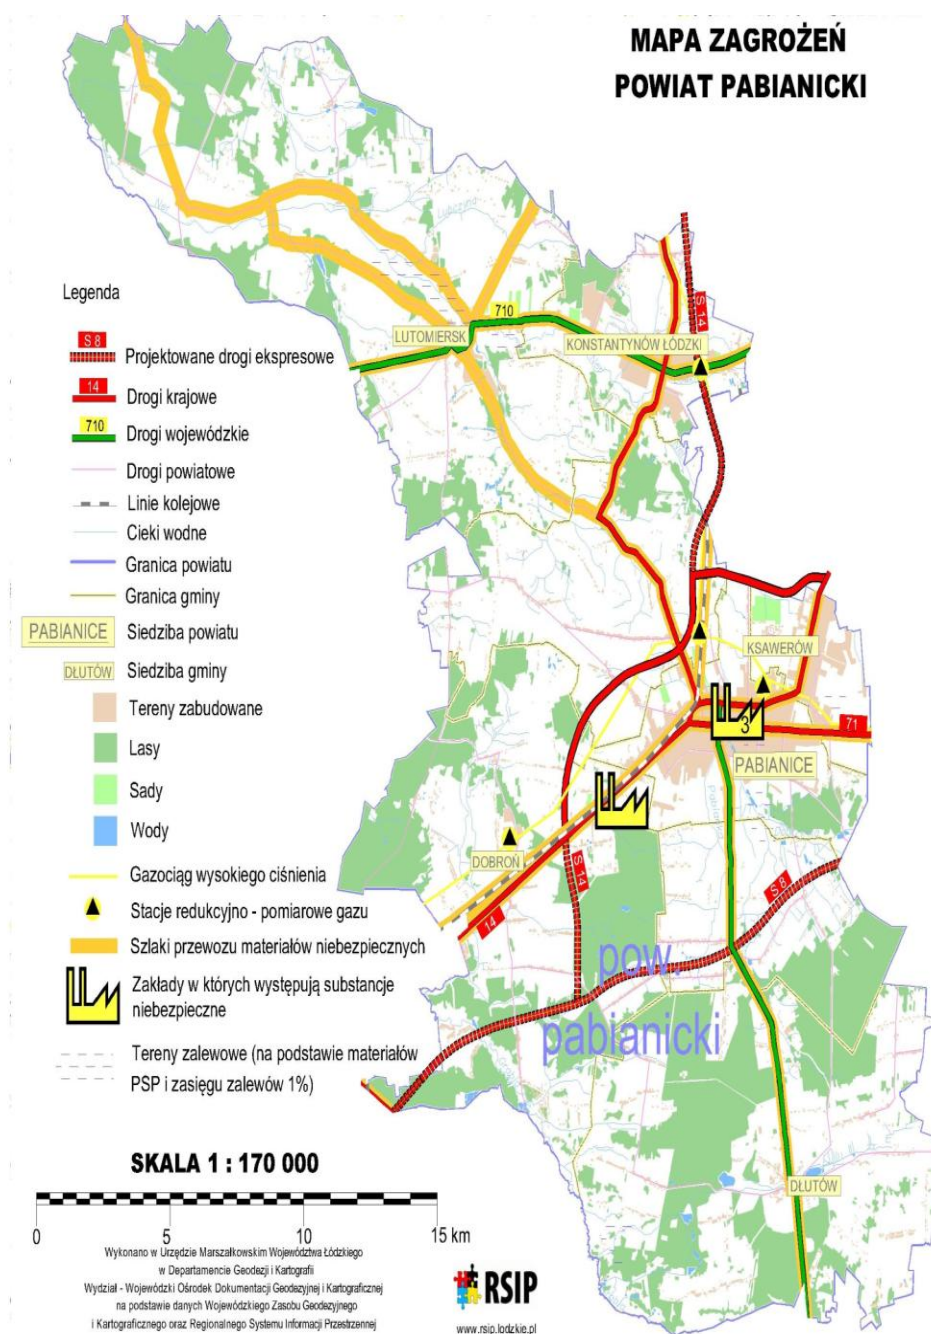 MAPA ZAGROŻEŃ
POWIAT PABIANICKI
Ner
Lubczyna
LUTOMIERSK
710
KONSTANTYNÓW ŁÓDZKI
S 14
KSAWERÓW
3
71
PABIANICE
DOBROŃ
14
S 14
S 8
pow.
pabianicki
DŁUTÓW
Legenda
S 8
Projektowane drogi ekspresowe
14
Drogi krajowe
710
Drogi wojewódzkie
Drogi powiatowe
Linie kolejowe
Cieki wodne
Granica powiatu
Granica gminy
PABIANICE
Siedziba powiatu
DŁUTÓW
Siedziba gminy
Tereny zabudowane
Lasy
Sady
Wody
Gazociąg wysokiego ciśnienia
Stacje redukcyjno - pomiarowe gazu
Szlaki przewozu materiałów niebezpiecznych
Zakłady w których występują substancje
niebezpieczne
Tereny zalewowe (na podstawie materiałów
PSP i zasięgu zalewów 1%)
SKALA 1 : 170 000
0 5 10 15 km
Wykonano w Urzędzie Marszałkowskim Województwa Łódzkiego
w Departamencie Geodezji i Kartografii
Wydział - Wojewódzki Ośrodek Dokumentacji Geodezyjnej i Kartograficznej
na podstawie danych Wojewódzkiego Zasobu Geodezyjnego
i Kartograficznego oraz Regionalnego Systemu Informacji Przestrzennej
RSIP
www.rsip.lodzkie.pl